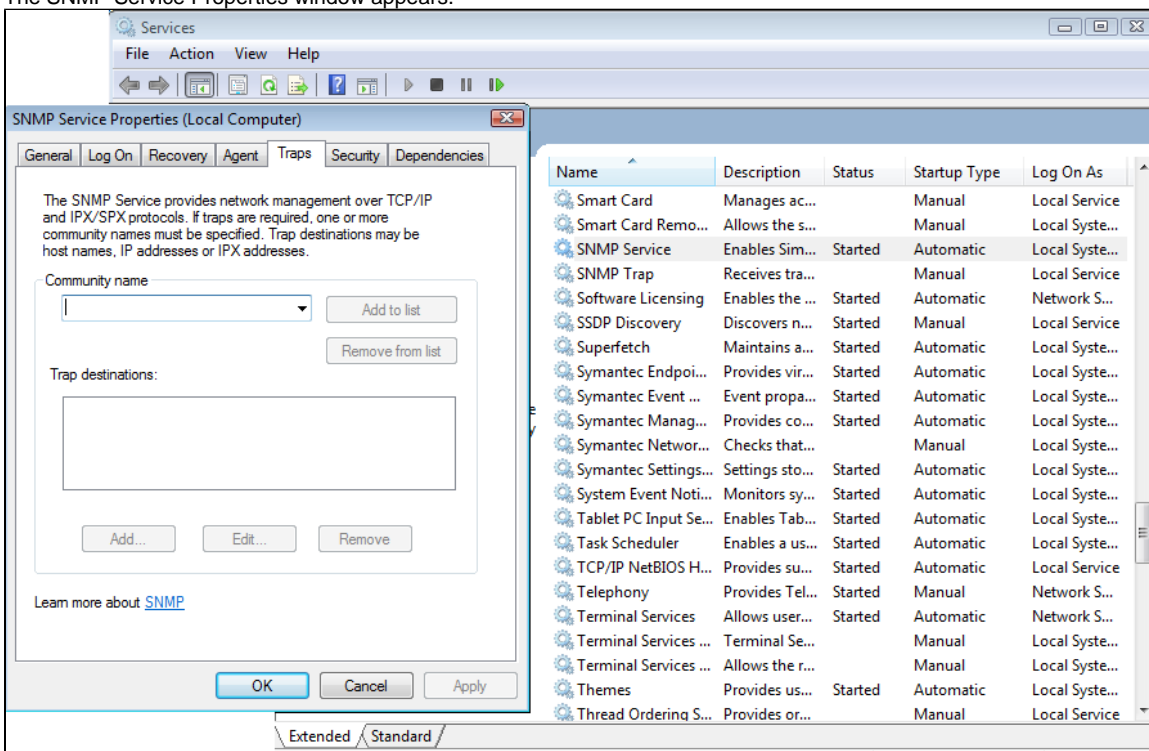 The SNMP Service Properties window appears.
Services
File Action View Help
SNMP Service Properties (Local Computer)
General Log On Recovery Agent Traps Security Dependencies
The SNMP Service provides network management over TCP/IP
and IPX/SPX protocols. If traps are required, one or more
community names must be specified. Trap destinations may be
host names, IP addresses or IPX addresses.
Community name
Add to list
Remove from list
Trap destinations:
Add... Edit... Remove
Learn more about SNMP
OK Cancel Apply
Name Description Status Startup Type Log On As
Smart Card Manages ac... Manual Local Service
Smart Card Remo... Allows the s... Manual Local Syste...
SNMP Service Enables Sim... Started Automatic Local Syste...
SNMP Trap Receives tra... Manual Local Service
Software Licensing Enables the ... Started Automatic Network S...
SSDP Discovery Discovers n... Started Manual Local Service
Superfetch Maintains a... Started Automatic Local Syste...
Symantec Endpoi... Provides vir... Started Automatic Local Syste...
Symantec Event ... Event propa... Started Automatic Local Syste...
Symantec Manag... Provides co... Started Automatic Local Syste...
Symantec Networ... Checks that... Manual Local Syste...
Symantec Settings... Settings sto... Started Automatic Local Syste...
System Event Noti... Monitors sy... Started Automatic Local Syste...
Tablet PC Input Se... Enables Tab... Started Automatic Local Syste...
Task Scheduler Enables a us... Started Automatic Local Syste...
TCP/IP NetBIOS H... Provides su... Started Automatic Local Service
Telephony Provides Tel... Started Manual Network S...
Terminal Services Allows user... Started Automatic Network S...
Terminal Services ... Terminal Se... Manual Local Syste...
Terminal Services ... Allows the r... Manual Local Syste...
Themes Provides us... Started Automatic Local Syste...
Thread Ordering S... Provides or... Manual Local Service
Extended Standard